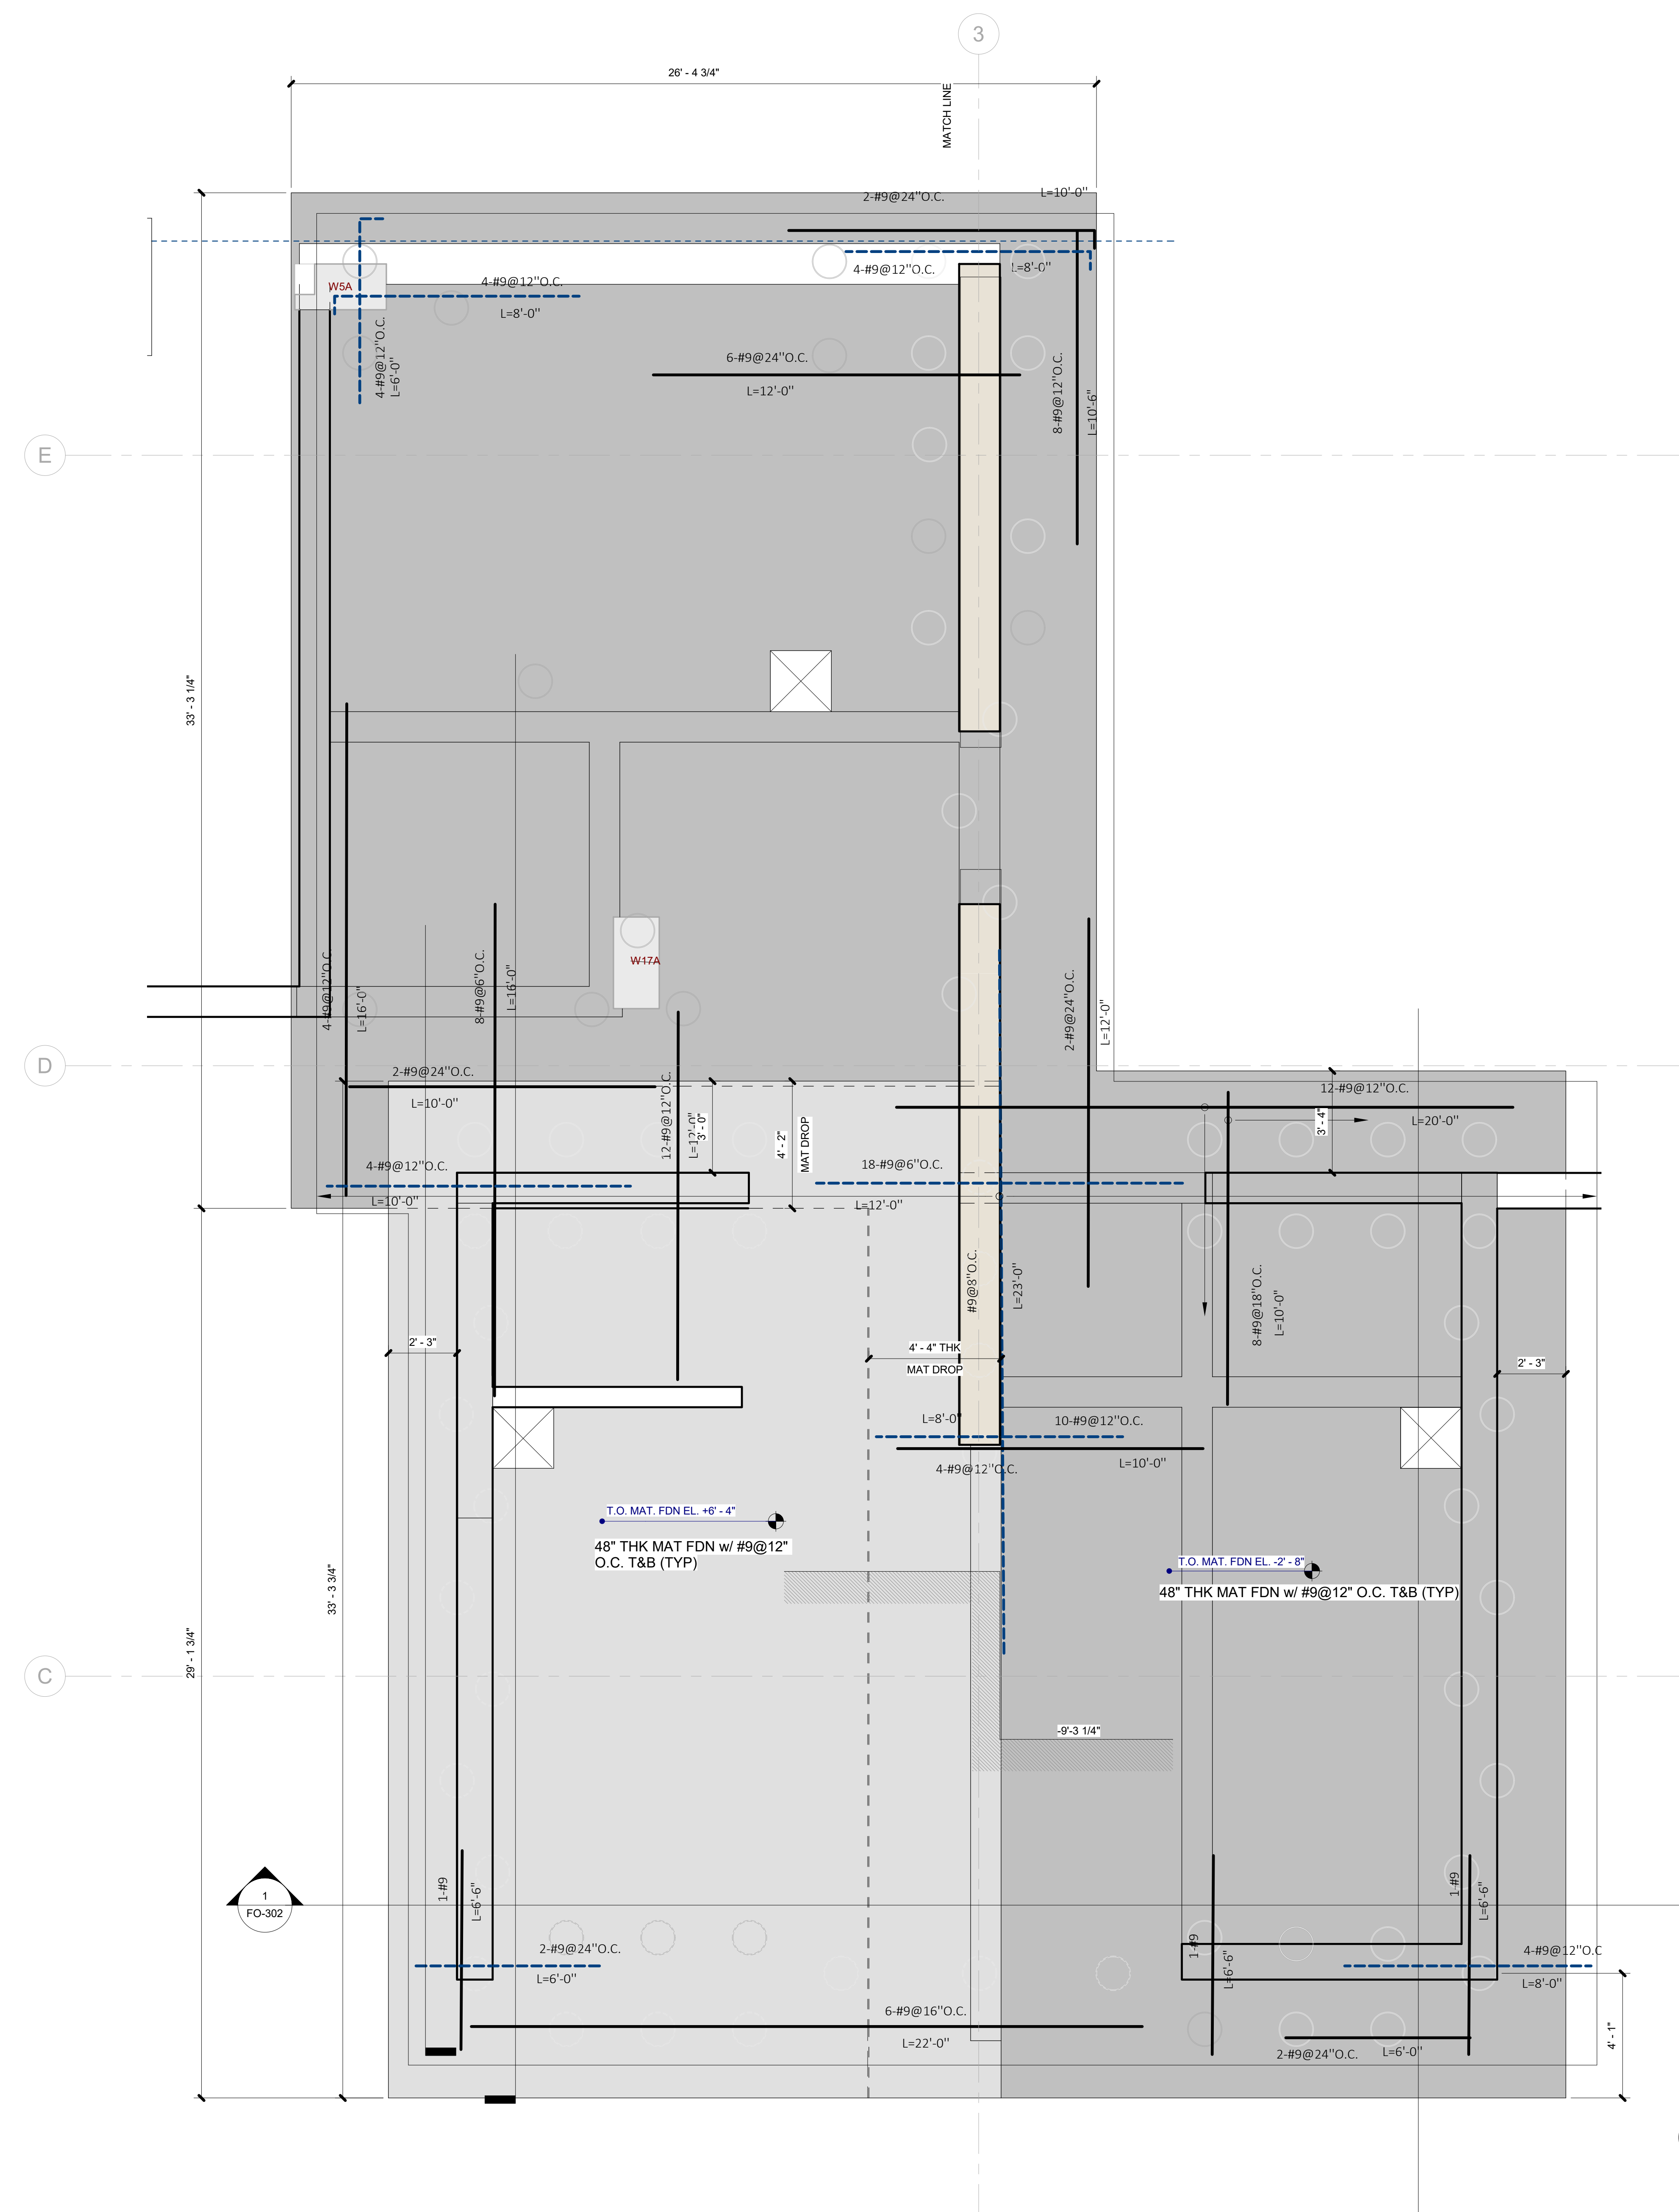 3
26' - 4 3/4"
MATCH LINE
2-#9@24"O.C.
L=10'-0"
4-#9@12"O.C.
L=8'-0"
W5A
4-#9@12"O.C.
L=8'-0"
4-#9@12"O.C.
L=6'-0"
6-#9@24"O.C.
L=12'-0"
8-#9@12"O.C.
L=10'-6"
E
33' - 3 1/4"
W17A
4-#9@12"O.C.
L=16'-0"
8-#9@6"O.C.
L=16'-0"
2-#9@24"O.C.
L=12'-0"
D
2-#9@24"O.C.
L=10'-0"
12-#9@12"O.C.
L=12'-0"
3' - 0"
4' - 2"
MAT DROP
12-#9@12"O.C.
L=20'-0"
3' - 4"
4-#9@12"O.C.
L=10'-0"
18-#9@6"O.C.
L=12'-0"
#9@8"O.C.
L=23'-0"
8-#9@18"O.C.
L=10'-0"
2' - 3"
4' - 4" THK
MAT DROP
2' - 3"
L=8'-0"
10-#9@12"O.C.
4-#9@12"O.C.
L=10'-0"
T.O. MAT. FDN EL. +6' - 4"
48" THK MAT FDN w/ #9@12"
O.C. T&B (TYP)
T.O. MAT. FDN EL. -2' - 8"
48" THK MAT FDN w/ #9@12" O.C. T&B (TYP)
33' - 3 3/4"
29' - 1 3/4"
C
-9'-3 1/4"
1
FO-302
1-#9
L=6'-6"
1-#9
L=6'-6"
1-#9
L=6'-6"
2-#9@24"O.C.
L=6'-0"
4-#9@12"O.C
L=8'-0"
6-#9@16"O.C.
L=22'-0"
2-#9@24"O.C.
L=6'-0"
4' - 1"